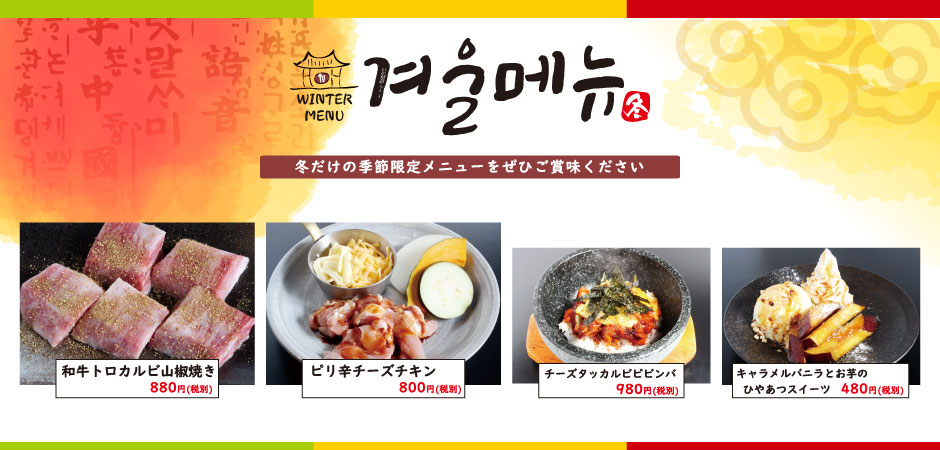 WINTER
MENU
겨울메뉴
冬
冬だけの季節限定メニューをぜひご賞味ください
和牛トロカルビ山椒焼き
880円(税別)
ピリ辛チーズチキン
800円(税別)
チーズタッカルビビビンバ
980円(税別)
キャラメルバニラとお芋の
ひやあつスイーツ 480円(税別)
語
音
中
國